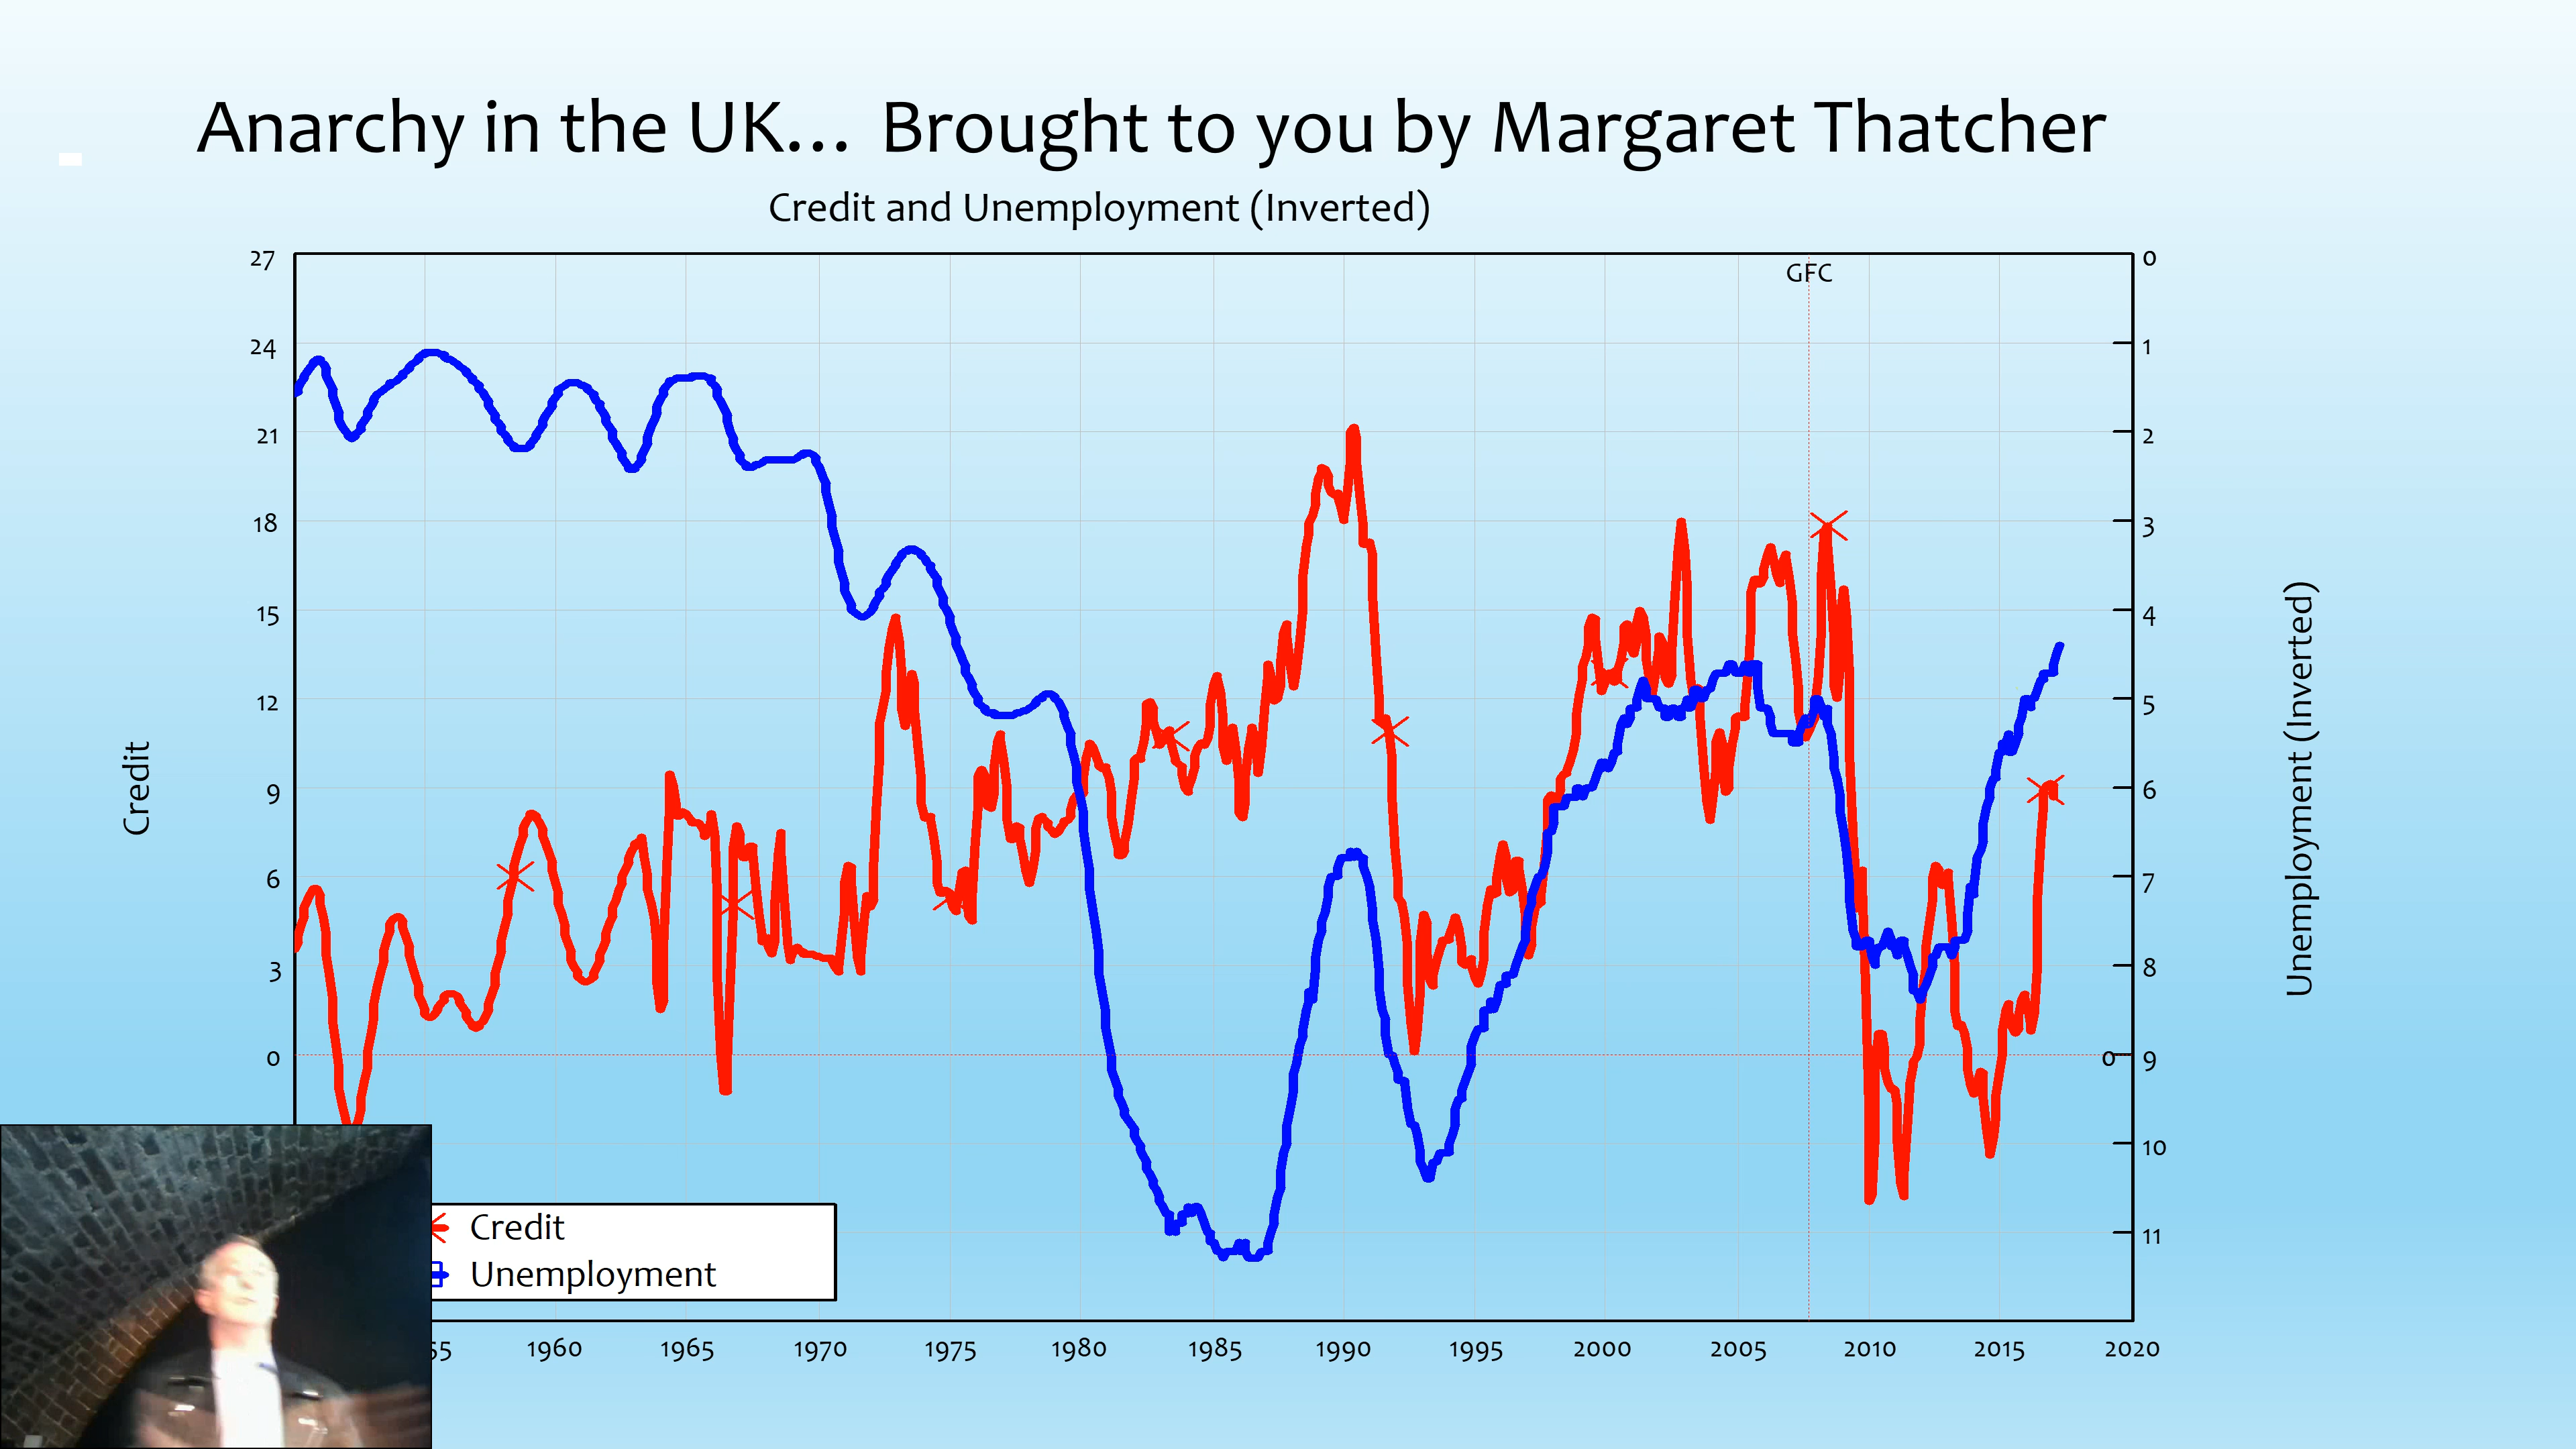 Anarchy in the UK... Brought to you by Margaret Thatcher
Credit and Unemployment (Inverted)
GFC
27
24
21
18
15
12
9
6
3
0
Credit
0
1
2
3
4
5
6
7
8
0 9
10
11
Unemployment (Inverted)
Credit
Unemployment
55 1960 1965 1970 1975 1980 1985 1990 1995 2000 2005 2010 2015 2020